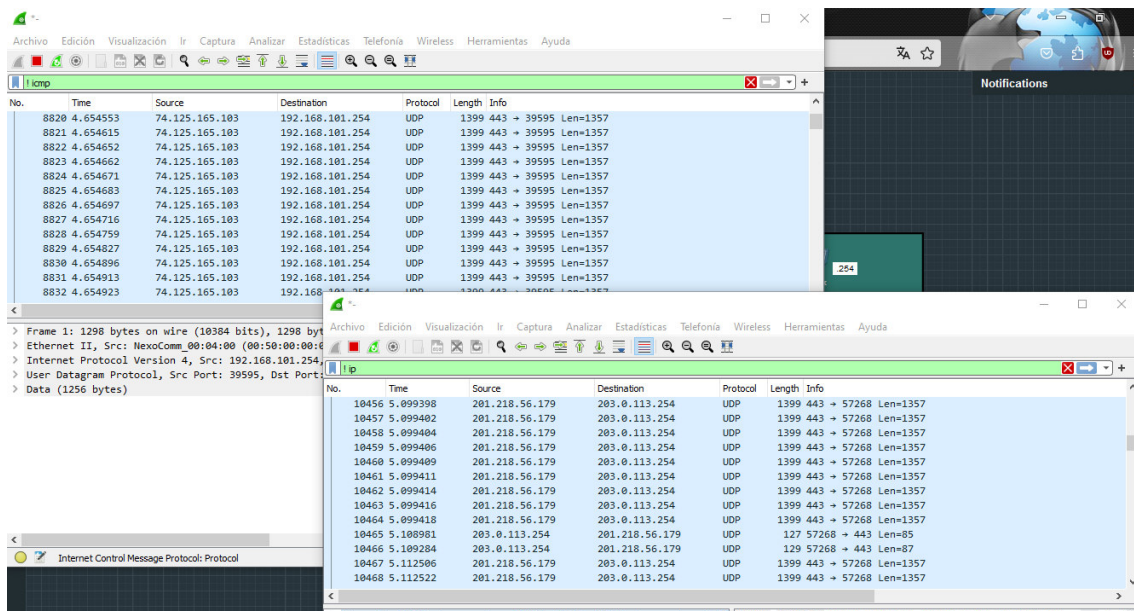 *-
Archivo Edición Visualización Ir Captura Analizar Estadísticas Telefonía Wireless Herramientas Ayuda
! icmp
No. Time Source Destination Protocol Length Info
8820 4.654553 74.125.165.103 192.168.101.254 UDP 1399 443 → 39595 Len=1357
8821 4.654615 74.125.165.103 192.168.101.254 UDP 1399 443 → 39595 Len=1357
8822 4.654652 74.125.165.103 192.168.101.254 UDP 1399 443 → 39595 Len=1357
8823 4.654662 74.125.165.103 192.168.101.254 UDP 1399 443 → 39595 Len=1357
8824 4.654671 74.125.165.103 192.168.101.254 UDP 1399 443 → 39595 Len=1357
8825 4.654683 74.125.165.103 192.168.101.254 UDP 1399 443 → 39595 Len=1357
8826 4.654697 74.125.165.103 192.168.101.254 UDP 1399 443 → 39595 Len=1357
8827 4.654716 74.125.165.103 192.168.101.254 UDP 1399 443 → 39595 Len=1357
8828 4.654759 74.125.165.103 192.168.101.254 UDP 1399 443 → 39595 Len=1357
8829 4.654827 74.125.165.103 192.168.101.254 UDP 1399 443 → 39595 Len=1357
8830 4.654896 74.125.165.103 192.168.101.254 UDP 1399 443 → 39595 Len=1357
8831 4.654913 74.125.165.103 192.168.101.254 UDP 1399 443 → 39595 Len=1357
8832 4.654923 74.125.165.103 192.168.101.254 UDP 1399 443 → 39595 Len=1357
Frame 1: 1298 bytes on wire (10384 bits), 1298 byt
Ethernet II, Src: NexoComm_00:04:00 (00:50:00:00:0
Internet Protocol Version 4, Src: 192.168.101.254,
User Datagram Protocol, Src Port: 39595, Dst Port:
Data (1256 bytes)
Internet Control Message Protocol: Protocol
Notifications
.254
*-
Archivo Edición Visualización Ir Captura Analizar Estadísticas Telefonía Wireless Herramientas Ayuda
! ip
No. Time Source Destination Protocol Length Info
10456 5.099398 201.218.56.179 203.0.113.254 UDP 1399 443 → 57268 Len=1357
10457 5.099402 201.218.56.179 203.0.113.254 UDP 1399 443 → 57268 Len=1357
10458 5.099404 201.218.56.179 203.0.113.254 UDP 1399 443 → 57268 Len=1357
10459 5.099406 201.218.56.179 203.0.113.254 UDP 1399 443 → 57268 Len=1357
10460 5.099409 201.218.56.179 203.0.113.254 UDP 1399 443 → 57268 Len=1357
10461 5.099411 201.218.56.179 203.0.113.254 UDP 1399 443 → 57268 Len=1357
10462 5.099414 201.218.56.179 203.0.113.254 UDP 1399 443 → 57268 Len=1357
10463 5.099416 201.218.56.179 203.0.113.254 UDP 1399 443 → 57268 Len=1357
10464 5.099418 201.218.56.179 203.0.113.254 UDP 1399 443 → 57268 Len=1357
10465 5.108981 203.0.113.254 201.218.56.179 UDP 127 57268 → 443 Len=85
10466 5.109284 203.0.113.254 201.218.56.179 UDP 129 57268 → 443 Len=87
10467 5.112506 201.218.56.179 203.0.113.254 UDP 1399 443 → 57268 Len=1357
10468 5.112522 201.218.56.179 203.0.113.254 UDP 1399 443 → 57268 Len=1357